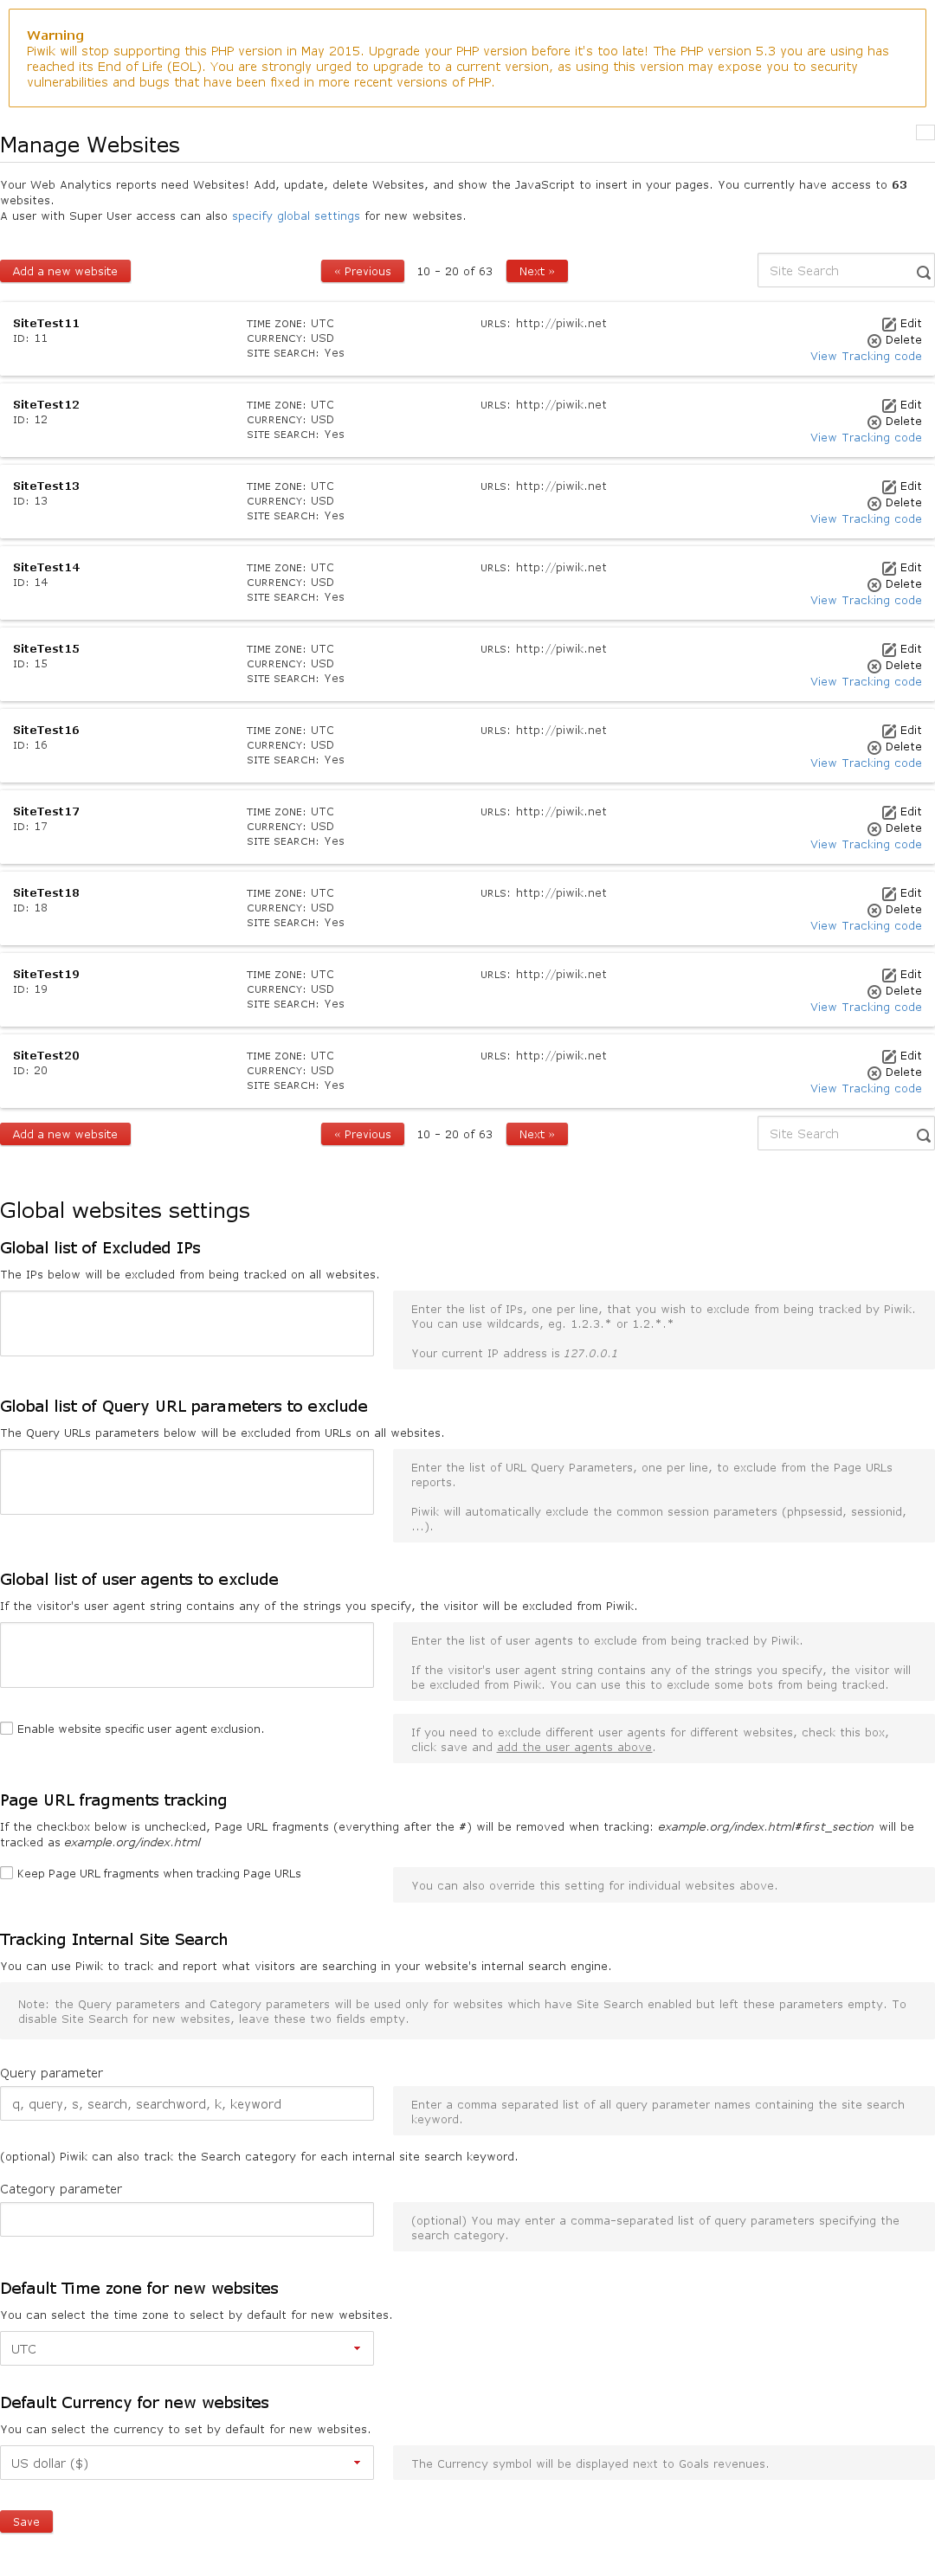 Warning
Piwik will stop supporting this PHP version in May 2015. Upgrade your PHP version before it's too late! The PHP version 5.3 you are using has
reached its End of Life (EOL). You are strongly urged to upgrade to a current version, as using this version may expose you to security
vulnerabilities and bugs that have been fixed in more recent versions of PHP.
Manage Websites
Your Web Analytics reports need Websites! Add, update, delete Websites, and show the JavaScript to insert in your pages. You currently have access to 63
websites.
A user with Super User access can also specify global settings for new websites.
Add a new website « Previous 10 - 20 of 63 Next » Site Search
SiteTest11 TIME ZONE: UTC URLS: http://piwik.net Edit
ID: 11 CURRENCY: USD Delete
SITE SEARCH: Yes View Tracking code
SiteTest12 TIME ZONE: UTC URLS: http://piwik.net Edit
ID: 12 CURRENCY: USD Delete
SITE SEARCH: Yes View Tracking code
SiteTest13 TIME ZONE: UTC URLS: http://piwik.net Edit
ID: 13 CURRENCY: USD Delete
SITE SEARCH: Yes View Tracking code
SiteTest14 TIME ZONE: UTC URLS: http://piwik.net Edit
ID: 14 CURRENCY: USD Delete
SITE SEARCH: Yes View Tracking code
SiteTest15 TIME ZONE: UTC URLS: http://piwik.net Edit
ID: 15 CURRENCY: USD Delete
SITE SEARCH: Yes View Tracking code
SiteTest16 TIME ZONE: UTC URLS: http://piwik.net Edit
ID: 16 CURRENCY: USD Delete
SITE SEARCH: Yes View Tracking code
SiteTest17 TIME ZONE: UTC URLS: http://piwik.net Edit
ID: 17 CURRENCY: USD Delete
SITE SEARCH: Yes View Tracking code
SiteTest18 TIME ZONE: UTC URLS: http://piwik.net Edit
ID: 18 CURRENCY: USD Delete
SITE SEARCH: Yes View Tracking code
SiteTest19 TIME ZONE: UTC URLS: http://piwik.net Edit
ID: 19 CURRENCY: USD Delete
SITE SEARCH: Yes View Tracking code
SiteTest20 TIME ZONE: UTC URLS: http://piwik.net Edit
ID: 20 CURRENCY: USD Delete
SITE SEARCH: Yes View Tracking code
Add a new website « Previous 10 - 20 of 63 Next » Site Search
Global websites settings
Global list of Excluded IPs
The IPs below will be excluded from being tracked on all websites.
Enter the list of IPs, one per line, that you wish to exclude from being tracked by Piwik.
You can use wildcards, eg. 1.2.3.* or 1.2.*.*
Your current IP address is 127.0.0.1
Global list of Query URL parameters to exclude
The Query URLs parameters below will be excluded from URLs on all websites.
Enter the list of URL Query Parameters, one per line, to exclude from the Page URLs
reports.
Piwik will automatically exclude the common session parameters (phpsessid, sessionid,
...).
Global list of user agents to exclude
If the visitor's user agent string contains any of the strings you specify, the visitor will be excluded from Piwik.
Enter the list of user agents to exclude from being tracked by Piwik.
If the visitor's user agent string contains any of the strings you specify, the visitor will
be excluded from Piwik. You can use this to exclude some bots from being tracked.
Enable website specific user agent exclusion.
If you need to exclude different user agents for different websites, check this box,
click save and add the user agents above.
Page URL fragments tracking
If the checkbox below is unchecked, Page URL fragments (everything after the #) will be removed when tracking: example.org/index.html#first_section will be
tracked as example.org/index.html
Keep Page URL fragments when tracking Page URLs
You can also override this setting for individual websites above.
Tracking Internal Site Search
You can use Piwik to track and report what visitors are searching in your website's internal search engine.
Note: the Query parameters and Category parameters will be used only for websites which have Site Search enabled but left these parameters empty. To
disable Site Search for new websites, leave these two fields empty.
Query parameter
q, query, s, search, searchword, k, keyword
Enter a comma separated list of all query parameter names containing the site search
keyword.
(optional) Piwik can also track the Search category for each internal site search keyword.
Category parameter
(optional) You may enter a comma-separated list of query parameters specifying the
search category.
Default Time zone for new websites
You can select the time zone to select by default for new websites.
UTC
Default Currency for new websites
You can select the currency to set by default for new websites.
US dollar ($)
The Currency symbol will be displayed next to Goals revenues.
Save